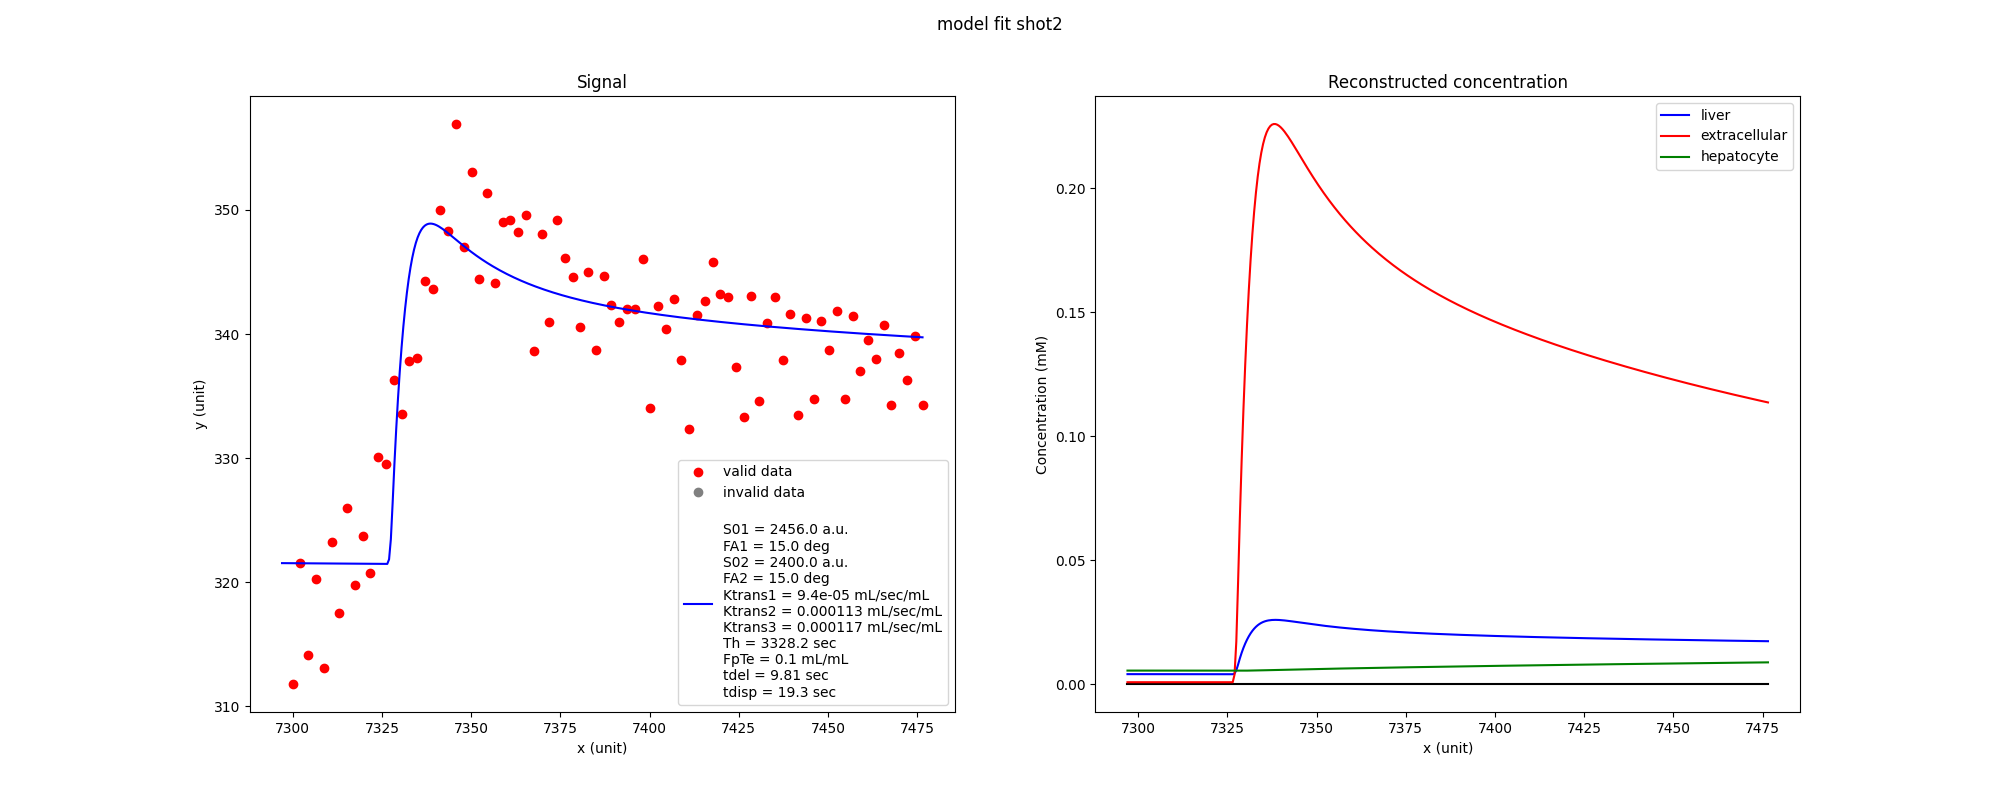 model fit shot2
Signal
350
340
330
320
310
7300
7325
7350
7375
7400
7425
7450
7475
x (unit)
y (unit)
valid data
invalid data
S01 = 2456.0 a.u.
FA1 = 15.0 deg
S02 = 2400.0 a.u.
FA2 = 15.0 deg
Ktrans1 = 9.4e-05 mL/sec/mL
Ktrans2 = 0.000113 mL/sec/mL
Ktrans3 = 0.000117 mL/sec/mL
Th = 3328.2 sec
FpTe = 0.1 mL/mL
tdel = 9.81 sec
tdisp = 19.3 sec
Reconstructed concentration
0.20
0.15
0.10
0.05
0.00
7300
7325
7350
7375
7400
7425
7450
7475
x (unit)
Concentration (mM)
liver
extracellular
hepatocyte